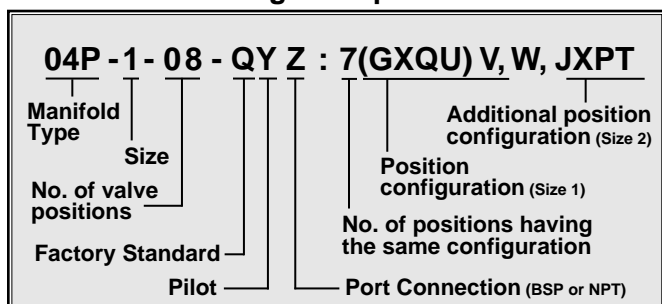 04P-1-08-QYZ : 7(GXQU) V, W, JXPT
Manifold
Type
Additional position
configuration (Size 2)
Size
Position
configuration (Size 1)
No. of valve
positions
No. of positions having
the same configuration
Factory Standard
Pilot
Port Connection (BSP or NPT)